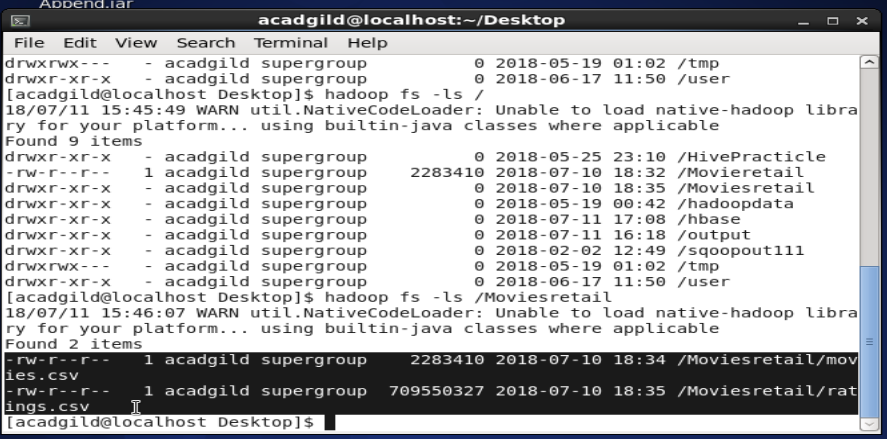 Append.jar
acadgild@localhost:~/Desktop
File Edit View Search Terminal Help
drwxrwx--- - acadgild supergroup 0 2018-05-19 01:02 /tmp
drwxr-xr-x - acadgild supergroup 0 2018-06-17 11:50 /user
[acadgild@localhost Desktop]$ hadoop fs -ls /
18/07/11 15:45:49 WARN util.NativeCodeLoader: Unable to load native-hadoop libra
ry for your platform... using builtin-java classes where applicable
Found 9 items
drwxr-xr-x - acadgild supergroup 0 2018-05-25 23:10 /HivePracticle
-rw-r--r-- 1 acadgild supergroup 2283410 2018-07-10 18:32 /Movieretail
drwxr-xr-x - acadgild supergroup 0 2018-07-10 18:35 /Moviesretail
drwxr-xr-x - acadgild supergroup 0 2018-05-19 00:42 /hadoopdata
drwxr-xr-x - acadgild supergroup 0 2018-07-11 17:08 /hbase
drwxr-xr-x - acadgild supergroup 0 2018-07-11 16:18 /output
drwxr-xr-x - acadgild supergroup 0 2018-02-02 12:49 /sqoopout111
drwxrwx--- - acadgild supergroup 0 2018-05-19 01:02 /tmp
drwxr-xr-x - acadgild supergroup 0 2018-06-17 11:50 /user
[acadgild@localhost Desktop]$ hadoop fs -ls /Moviesretail
18/07/11 15:46:07 WARN util.NativeCodeLoader: Unable to load native-hadoop libra
ry for your platform... using builtin-java classes where applicable
Found 2 items
-rw-r--r-- 1 acadgild supergroup 2283410 2018-07-10 18:34 /Moviesretail/mov
ies.csv
-rw-r--r-- 1 acadgild supergroup 709550327 2018-07-10 18:35 /Moviesretail/rat
ings.csv
[acadgild@localhost Desktop]$